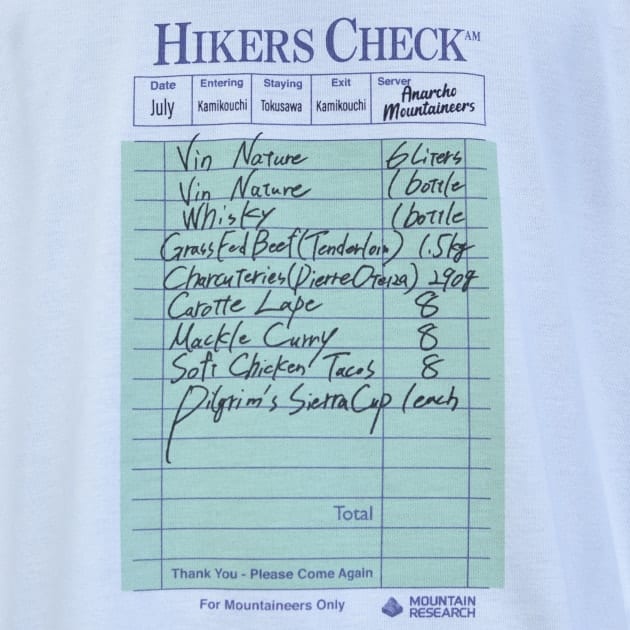 HIKERS CHECK AM
Date Entering Staying Exit Server
July Kamikouchi Tokusawa Kamikouchi Anarcho Mountaineers
Vin Nature 6 Liters
Vin Nature 1 bottle
Whisky 1 bottle
Grass Fed Beef (Tenderloin) 1.5kg
Charcuteries (Pierre Oteiza) 290g
Carotte Lape 8
Mackle Curry 8
Soft Chicken Tacos 8
Pilgrim's Sierra Cup 1 each
Total
Thank You - Please Come Again
For Mountaineers Only MOUNTAIN RESEARCH